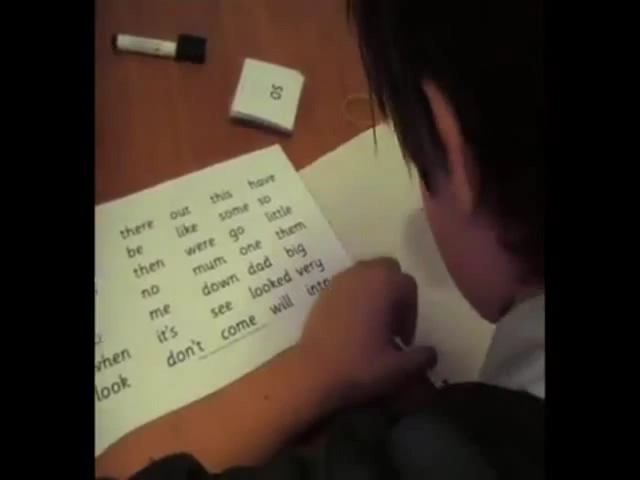 so
there out this have
be like some so
then were go little
no mum one them
me down dad big
when it's see looked very
look don't come will into